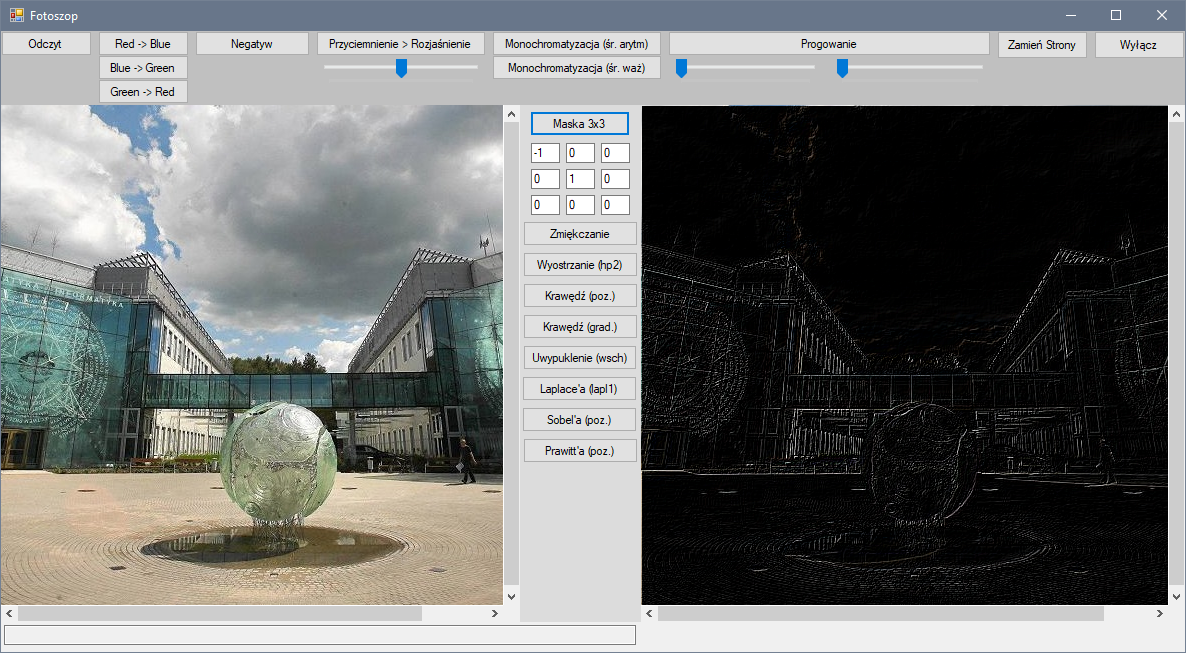 Fotoszop
Odczyt
Red -> Blue
Negatyw
Przyciemnienie > Rozjaśnienie
Monochromatyzacja (śr. arytm)
Progowanie
Zamień Strony
Wyłącz
Blue -> Green
Monochromatyzacja (śr. waż)
Green -> Red
Maska 3x3
-1 0 0
0 1 0
0 0 0
Zmiękczanie
Wyostrzanie (hp2)
Krawędź (poz.)
Krawędź (grad.)
Uwypuklenie (wsch)
Laplace'a (lapl1)
Sobel'a (poz.)
Prawitt'a (poz.)
INFORMATYKA